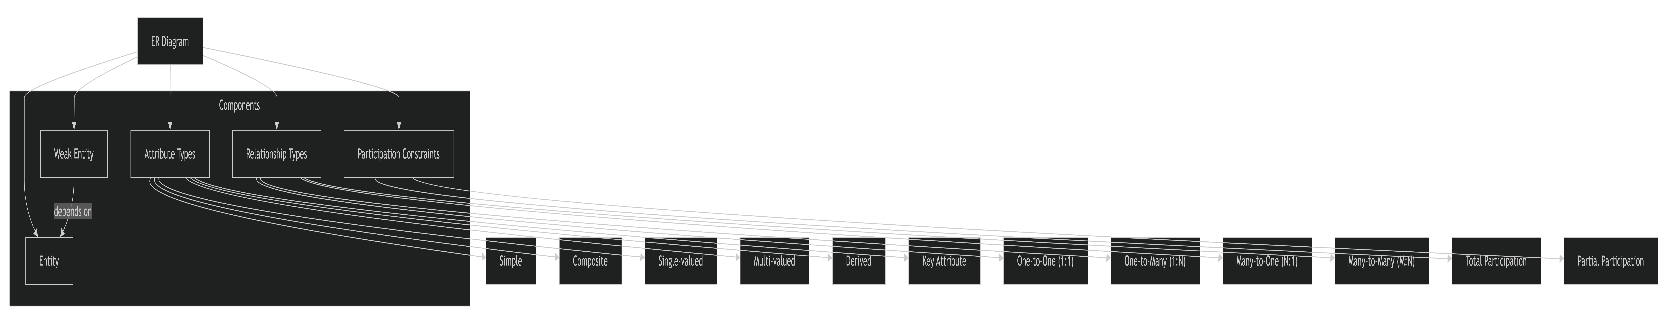 ER Diagram
Components
Weak Entity
Attribute Types
Relationship Types
Participation Constraints
depends on
Entity
Simple
Composite
Single-valued
Multi-valued
Derived
Key Attribute
One-to-One (1:1)
One-to-Many (1:N)
Many-to-One (N:1)
Many-to-Many (M:N)
Total Participation
Partial Participation